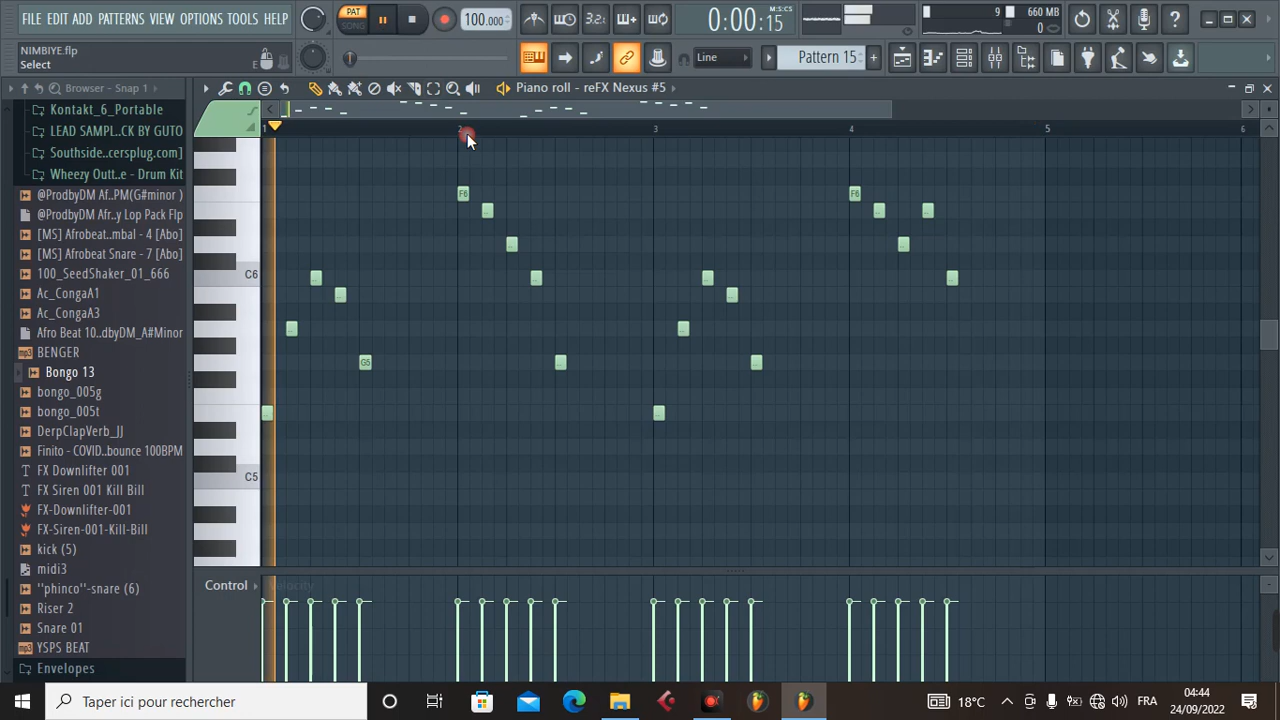 FILE EDIT ADD PATTERNS VIEW OPTIONS TOOLS HELP
PAT
SONG
100.000
3.2.
0:00:15
M:S:CS
9
660 MB
0
NIMBIYE.flp
Select
Line
Pattern 15
Browser - Snap 1
Piano roll - reFX Nexus #5
Kontakt_6_Portable
LEAD SAMPL...CK BY GUTO
Southside..cersplug.com]
Wheezy Outt..e - Drum Kit
@ProdbyDM Af..PM(G#minor )
@ProdbyDM Afr..y Lop Pack Flp
[MS] Afrobeat..mbal - 4 [Abo]
[MS] Afrobeat Snare - 7 [Abo]
100_SeedShaker_01_666
Ac_CongaA1
Ac_CongaA3
Afro Beat 10..dbyDM_A#Minor
BENGER
Bongo 13
bongo_005g
bongo_005t
DerpClapVerb_JJ
Finito - COVID..bounce 100BPM
FX Downlifter 001
FX Siren 001 Kill Bill
FX-Downlifter-001
FX-Siren-001-Kill-Bill
kick (5)
midi3
''phinco''-snare (6)
Riser 2
Snare 01
YSPS BEAT
Envelopes
1 2 3 4 5 6
F6
F6
C6
G5
C5
Control
Velocity
Taper ici pour rechercher
18°C
FRA
04:44
24/09/2022